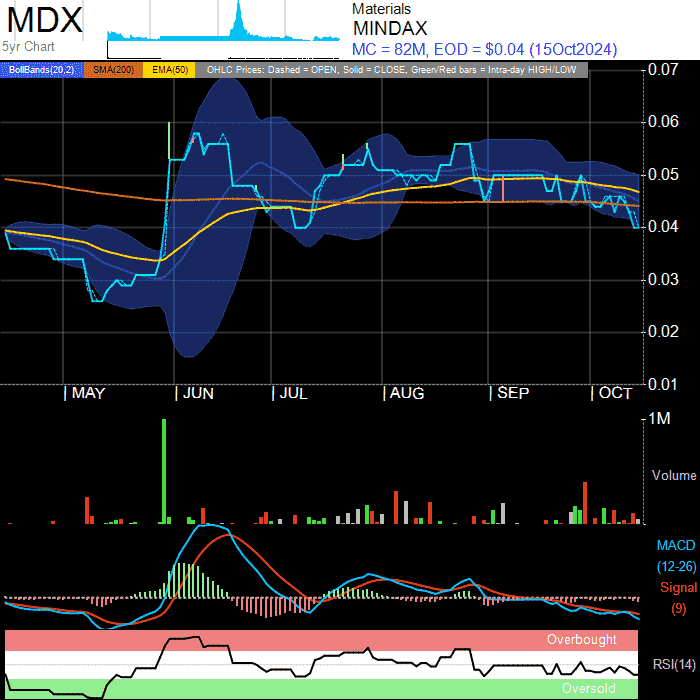 MDX
5yr Chart
Materials
MINDAX
MC = 82M, EOD = $0.04 (15Oct2024)
BollBands(20,2) SMA(200) EMA(50) OHLC Prices: Dashed = OPEN, Solid = CLOSE, Green/Red bars = Intra-day HIGH/LOW
0.07
0.06
0.05
0.04
0.03
0.02
0.01
MAY JUN JUL AUG SEP OCT
1M
Volume
MACD
(12-26)
Signal
(9)
Overbought
RSI(14)
Oversold